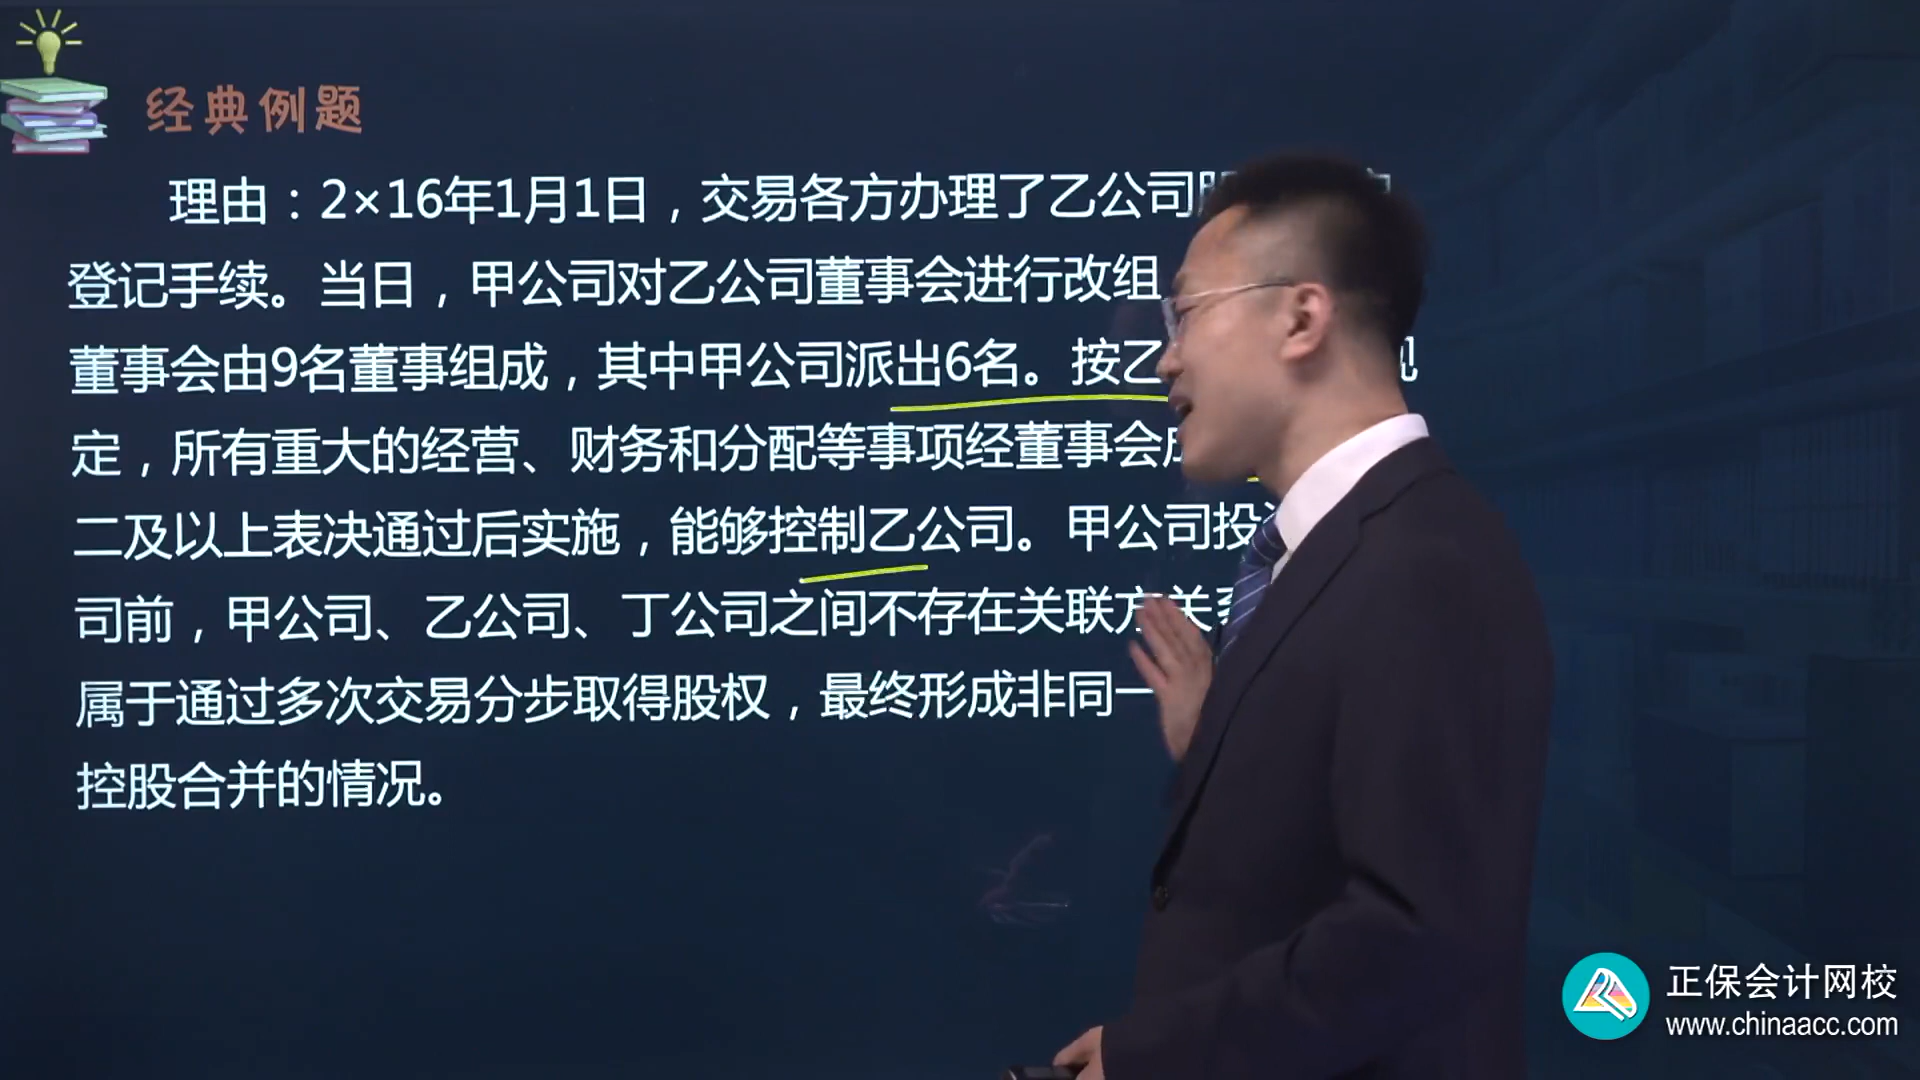 经典例题
理由：2×16年1月1日，交易各方办理了乙公司
登记手续。当日，甲公司对乙公司董事会进行改组
董事会由9名董事组成，其中甲公司派出6名。按乙
定，所有重大的经营、财务和分配等事项经董事会
二及以上表决通过后实施，能够控制乙公司。甲公司投
司前，甲公司、乙公司、丁公司之间不存在关联方关
属于通过多次交易分步取得股权，最终形成非同一
控股合并的情况。
正保会计网校
www.chinaacc.com